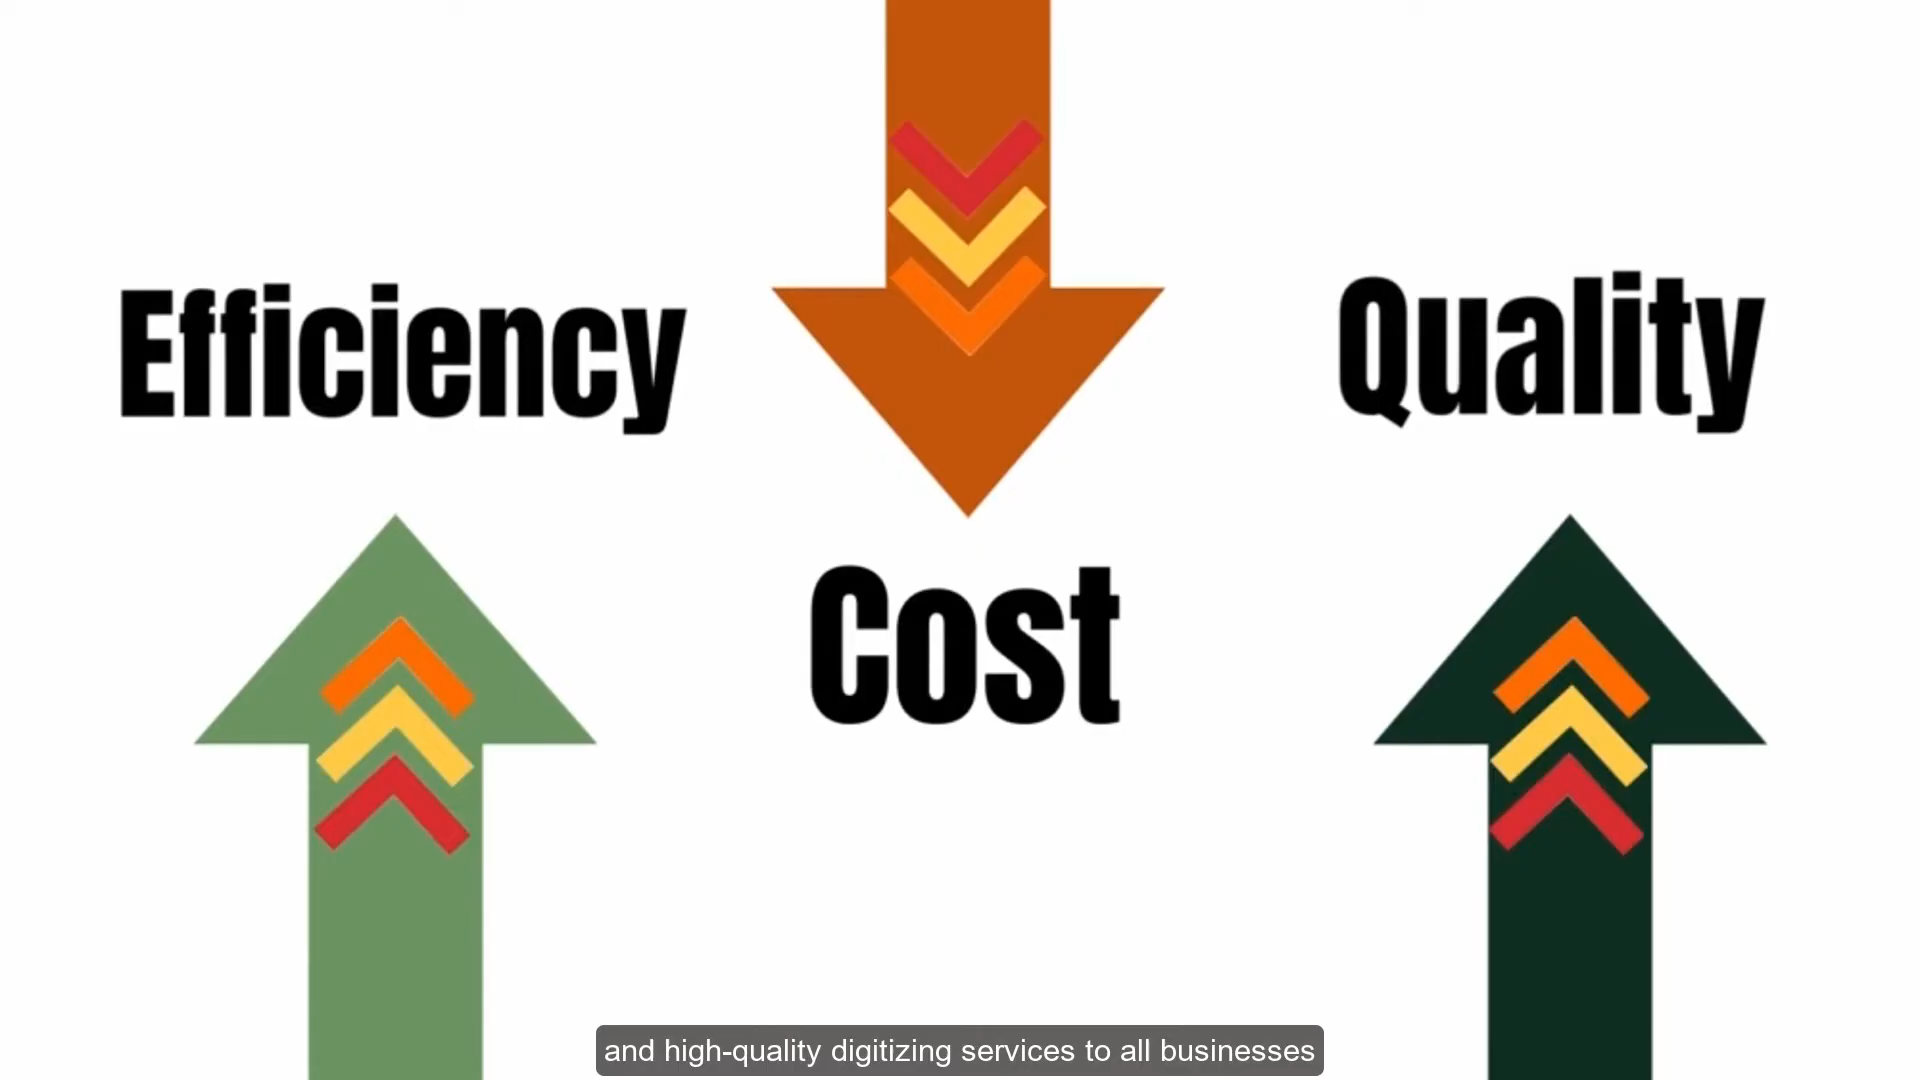 Efficiency
Quality
Cost
and high-quality digitizing services to all businesses